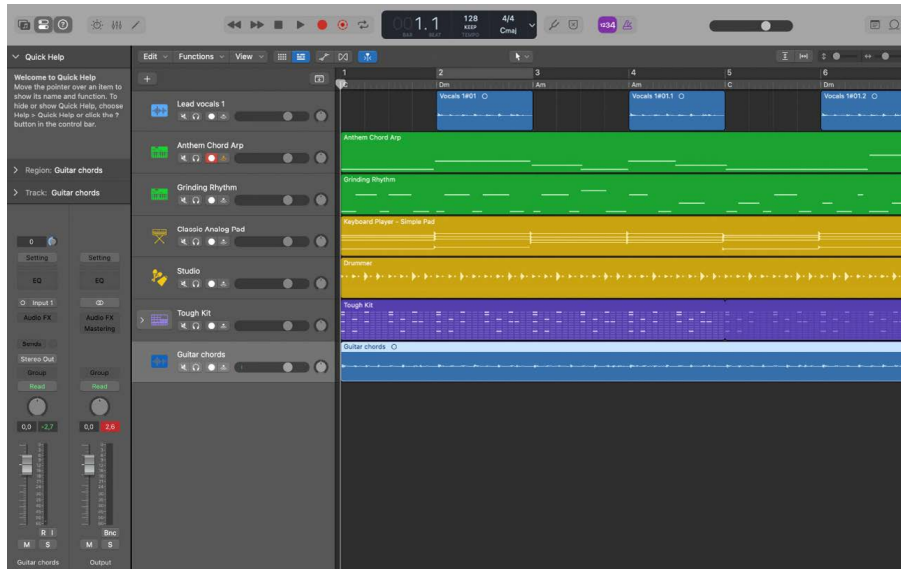 001.1
BAR
BEAT
128
KEEP
TEMPO
4/4
Cmaj
1234
Quick Help
Edit
Functions
View
Welcome to Quick Help
Move the pointer over an item to
show its name and function. To
hide or show Quick Help, choose
Help > Quick Help or click the ?
button in the control bar.
Region: Guitar chords
Track: Guitar chords
1 2 3 4 5 6
C Dm Am Am C Dm
Lead vocals 1
Vocals 1#01
Vocals 1#01.1
Vocals 1#01.2
Anthem Chord Arp
Anthem Chord Arp
Grinding Rhythm
Grinding Rhythm
Classic Analog Pad
Keyboard Player - Simple Pad
Studio
Drummer
Tough Kit
Tough Kit
Guitar chords
Guitar chords
0
Setting
Setting
EQ
EQ
Input 1
Audio FX
Audio FX
Mastering
Sends
Stereo Out
Group
Group
Read
Read
0,0 -2,7
0,0 2,6
R I
Bnc
M S
M S
Guitar chords
Output